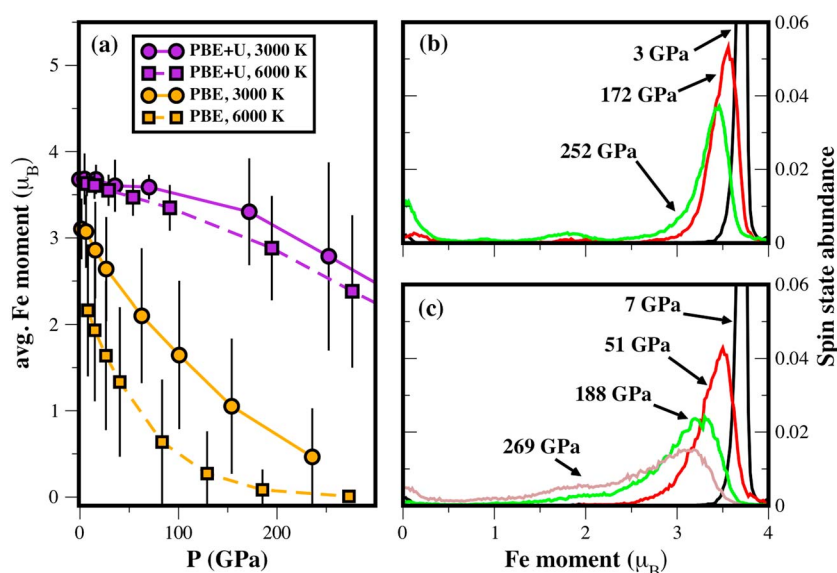 (a)
PBE+U, 3000 K
PBE+U, 6000 K
PBE, 3000 K
PBE, 6000 K
5
4
3
2
1
0
avg. Fe moment (μB)
0
100
200
P (GPa)
(b)
3 GPa
172 GPa
252 GPa
0.06
0.04
0.02
0
(c)
7 GPa
51 GPa
188 GPa
269 GPa
0.06
0.04
0.02
0
Spin state abundance
0
1
2
3
4
Fe moment (μB)